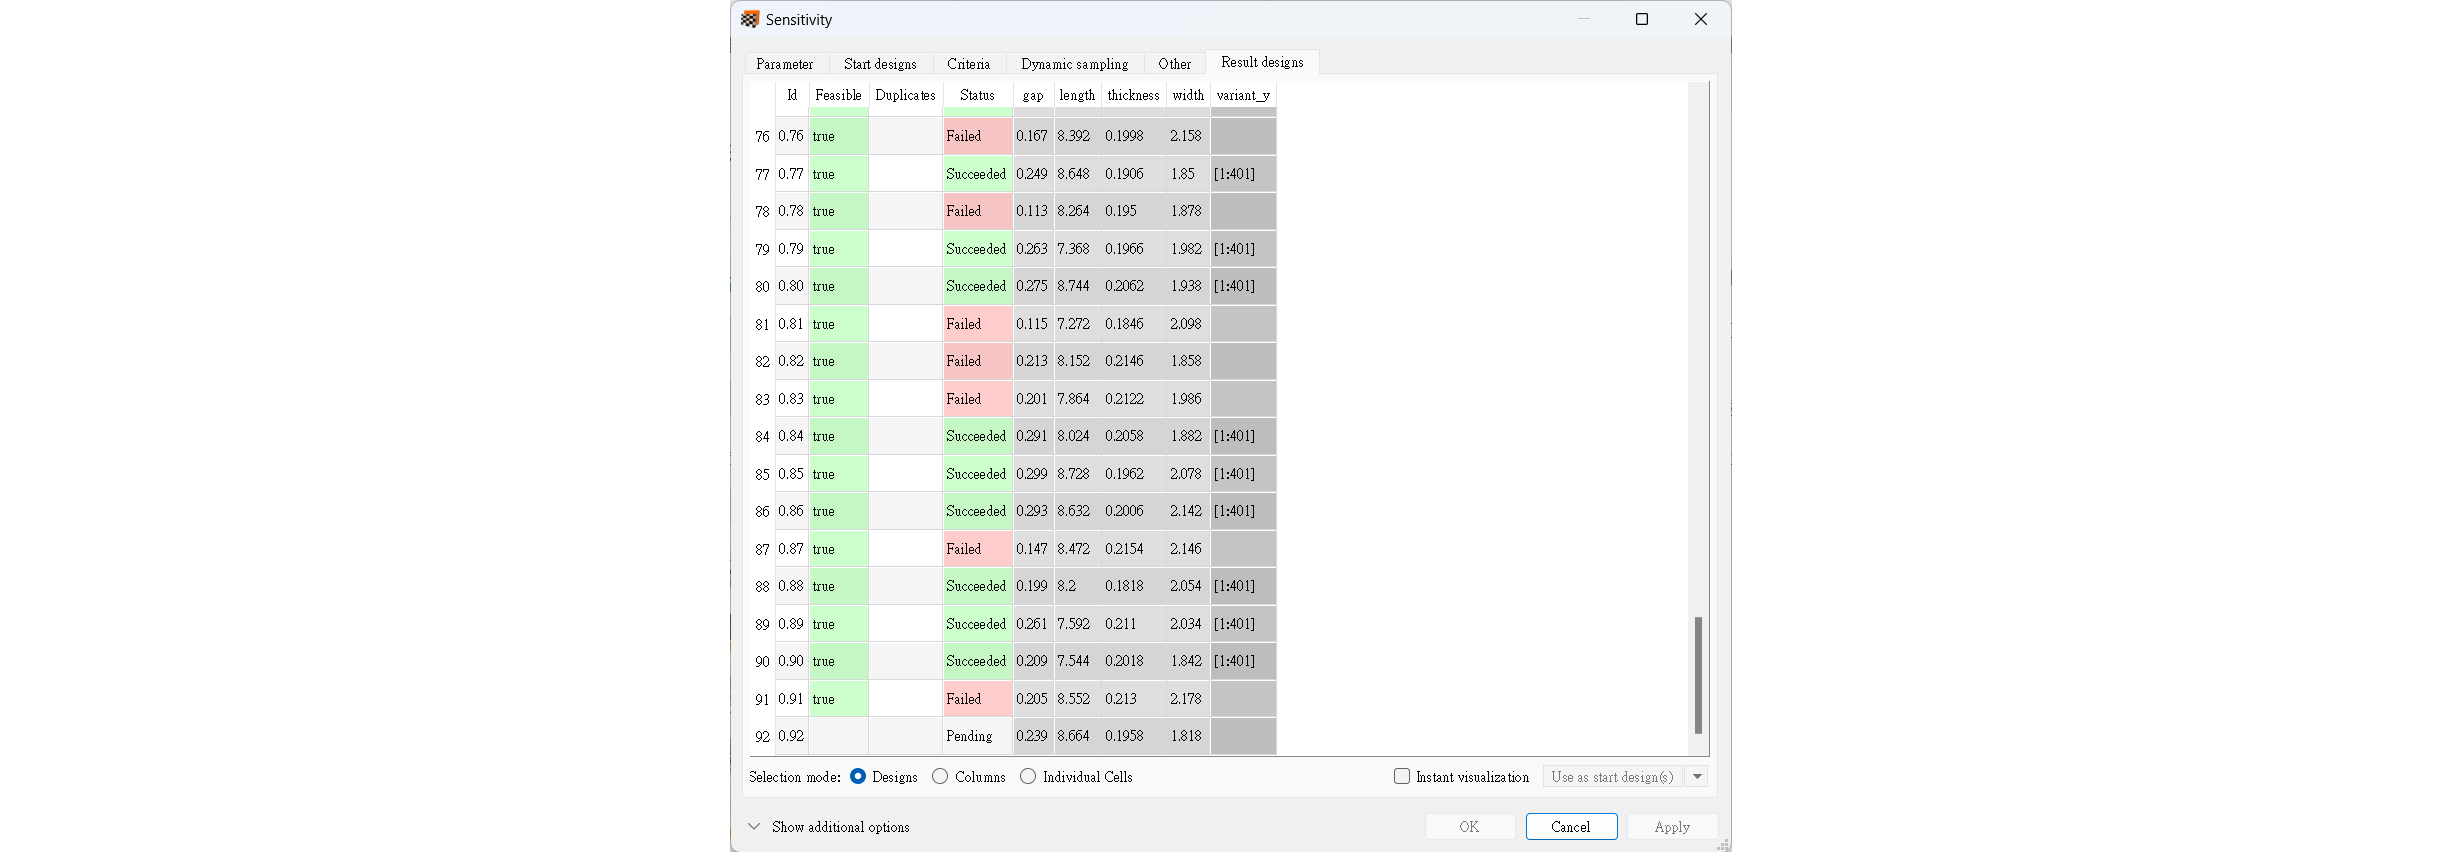 Sensitivity
Parameter Start designs Criteria Dynamic sampling Other Result designs
Id Feasible Duplicates Status gap length thickness width variant_y
76 0.76 true Failed 0.167 8.392 0.1998 2.158
77 0.77 true Succeeded 0.249 8.648 0.1906 1.85 [1:401]
78 0.78 true Failed 0.113 8.264 0.195 1.878
79 0.79 true Succeeded 0.263 7.368 0.1966 1.982 [1:401]
80 0.80 true Succeeded 0.275 8.744 0.2062 1.938 [1:401]
81 0.81 true Failed 0.115 7.272 0.1846 2.098
82 0.82 true Failed 0.213 8.152 0.2146 1.858
83 0.83 true Failed 0.201 7.864 0.2122 1.986
84 0.84 true Succeeded 0.291 8.024 0.2058 1.882 [1:401]
85 0.85 true Succeeded 0.299 8.728 0.1962 2.078 [1:401]
86 0.86 true Succeeded 0.293 8.632 0.2006 2.142 [1:401]
87 0.87 true Failed 0.147 8.472 0.2154 2.146
88 0.88 true Succeeded 0.199 8.2 0.1818 2.054 [1:401]
89 0.89 true Succeeded 0.261 7.592 0.211 2.034 [1:401]
90 0.90 true Succeeded 0.209 7.544 0.2018 1.842 [1:401]
91 0.91 true Failed 0.205 8.552 0.213 2.178
92 0.92 Pending 0.239 8.664 0.1958 1.818
Selection mode: Designs Columns Individual Cells Instant visualization Use as start design(s)
Show additional options OK Cancel Apply